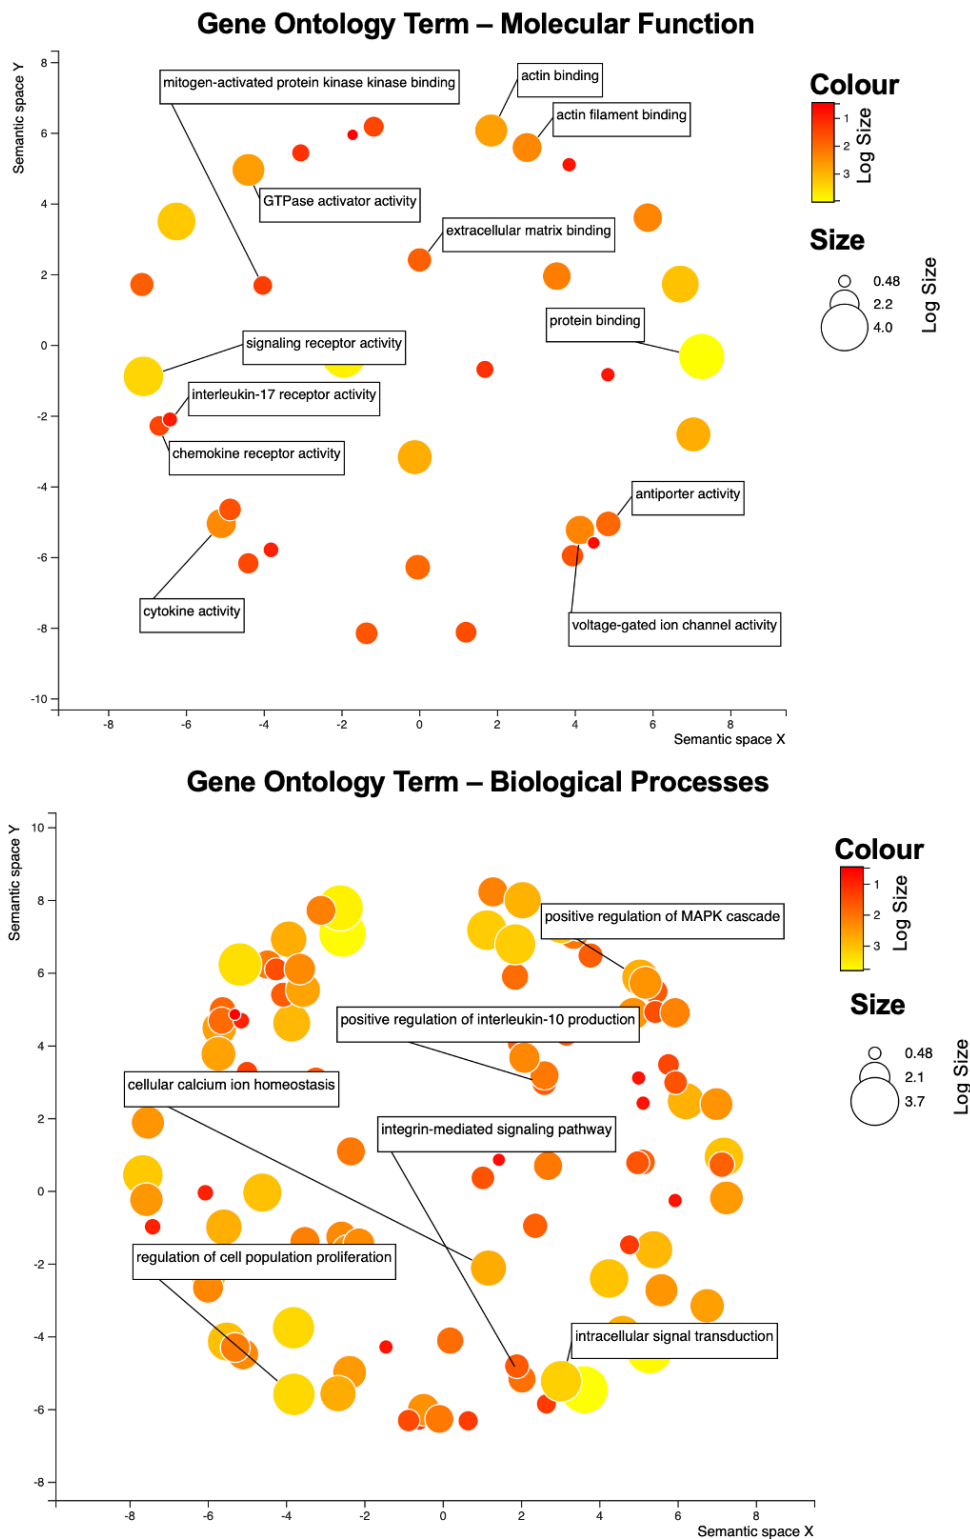 Gene Ontology Term – Molecular Function
Semantic space Y
8
6
4
2
0
-2
-4
-6
-8
-10
mitogen-activated protein kinase kinase binding
actin binding
actin filament binding
GTPase activator activity
extracellular matrix binding
protein binding
signaling receptor activity
interleukin-17 receptor activity
chemokine receptor activity
antiporter activity
cytokine activity
voltage-gated ion channel activity
-8 -6 -4 -2 0 2 4 6 8
Semantic space X
Colour
1
2
3
Log Size
Size
0.48
2.2
4.0
Log Size
Gene Ontology Term – Biological Processes
Semantic space Y
10
8
6
4
2
0
-2
-4
-6
-8
positive regulation of MAPK cascade
positive regulation of interleukin-10 production
cellular calcium ion homeostasis
integrin-mediated signaling pathway
regulation of cell population proliferation
intracellular signal transduction
-8 -6 -4 -2 0 2 4 6 8
Semantic space X
Colour
1
2
3
Log Size
Size
0.48
2.1
3.7
Log Size